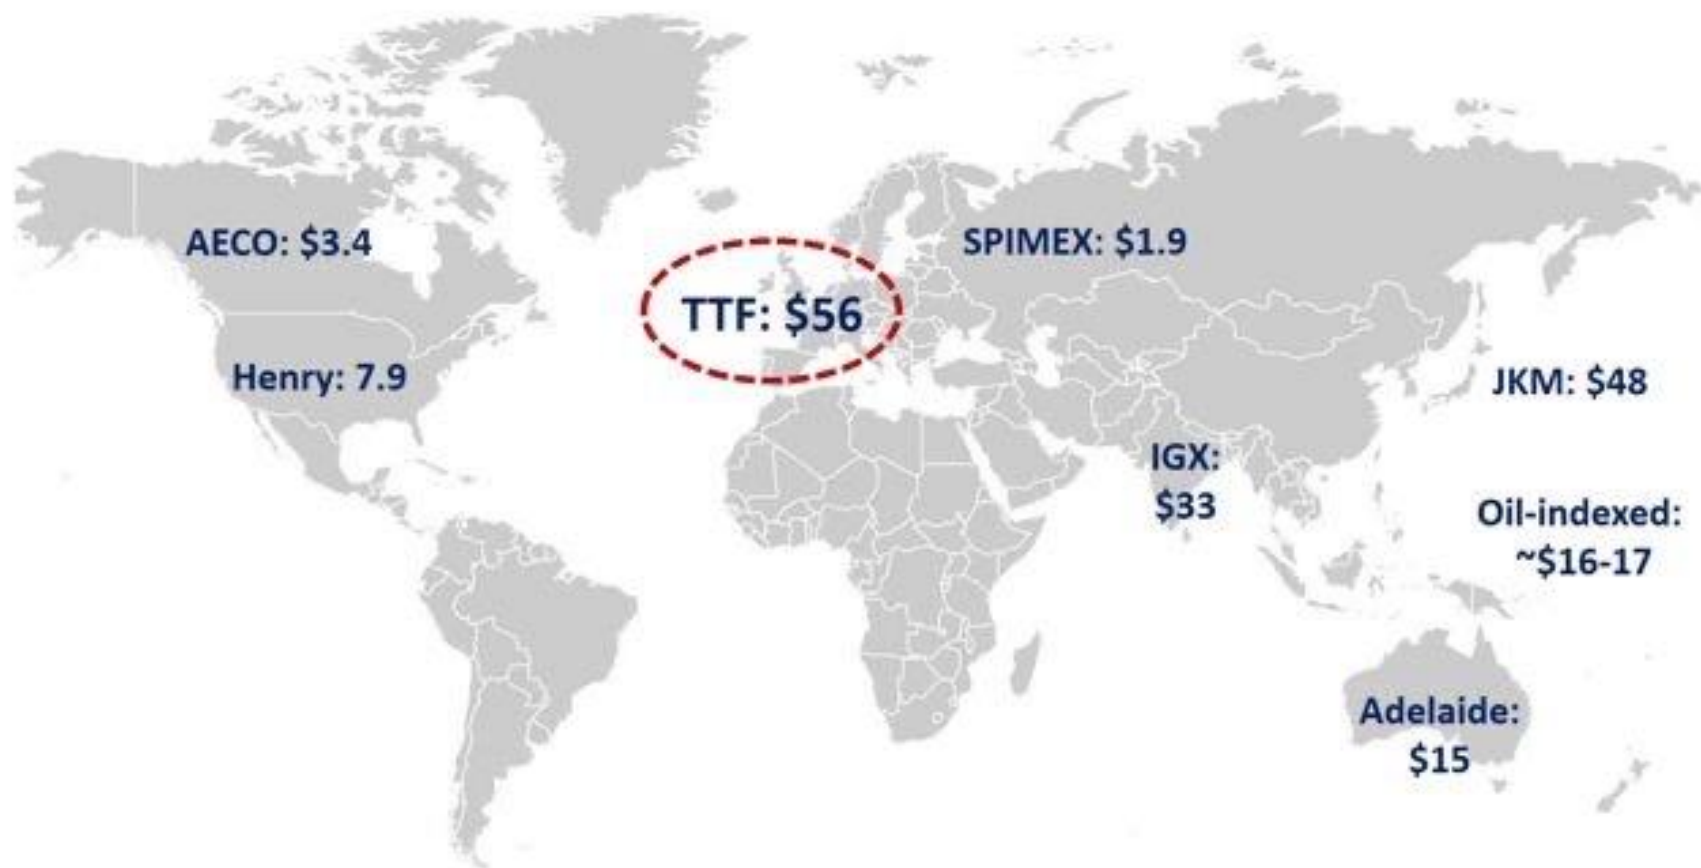 AECO: $3.4
SPIMEX: $1.9
TTF: $56
Henry: 7.9
JKM: $48
IGX:
$33
Oil-indexed:
~$16-17
Adelaide:
$15